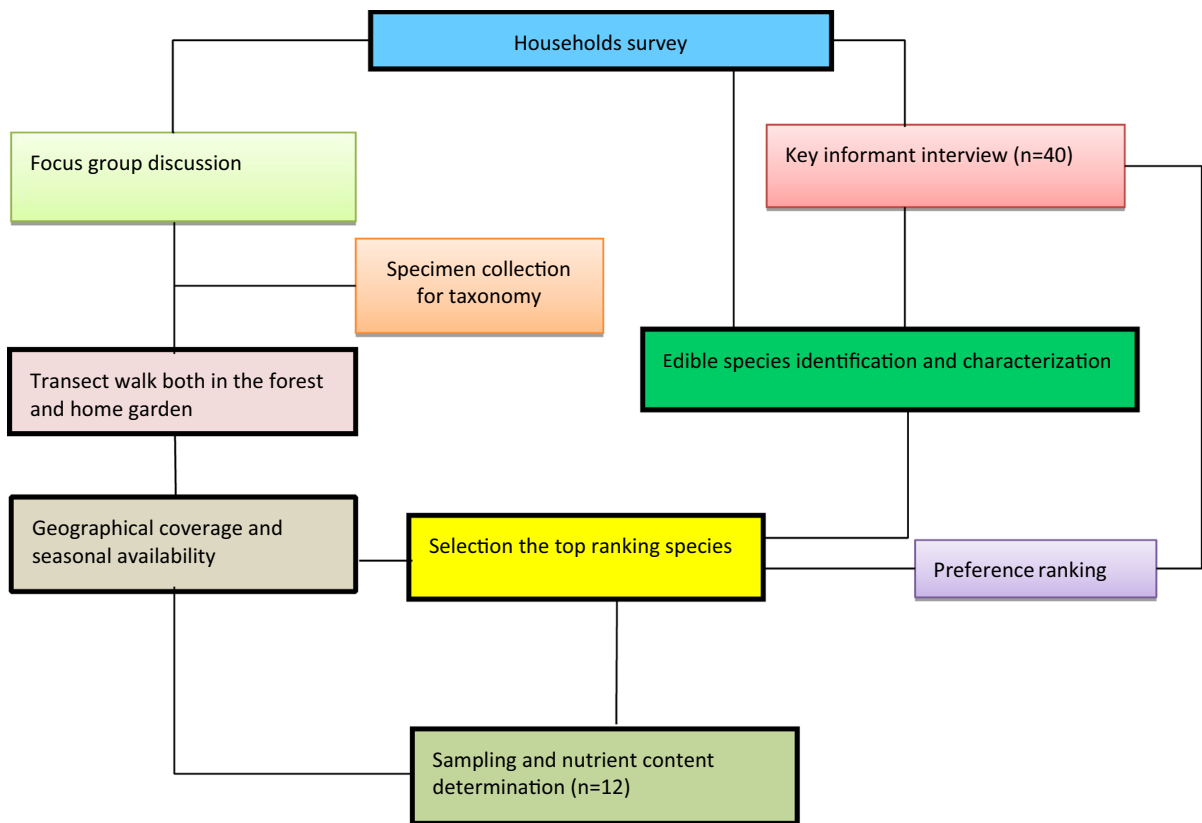 Households survey
Focus group discussion
Key informant interview (n=40)
Specimen collection
for taxonomy
Transect walk both in the forest
and home garden
Edible species identification and characterization
Geographical coverage and
seasonal availability
Selection the top ranking species
Preference ranking
Sampling and nutrient content
determination (n=12)